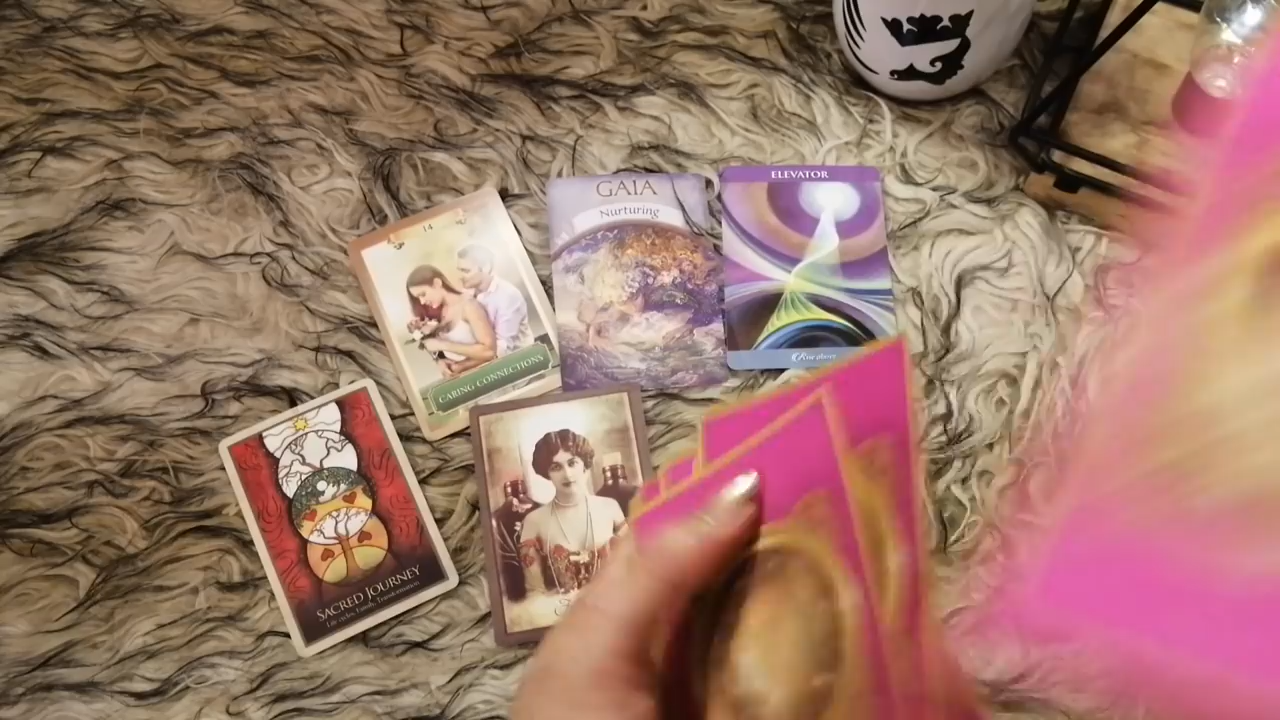 ELEVATOR
GAIA
Nurturing
14
Rise above
CARING CONNECTIONS
SACRED JOURNEY
Life cycles, Family, Transformation